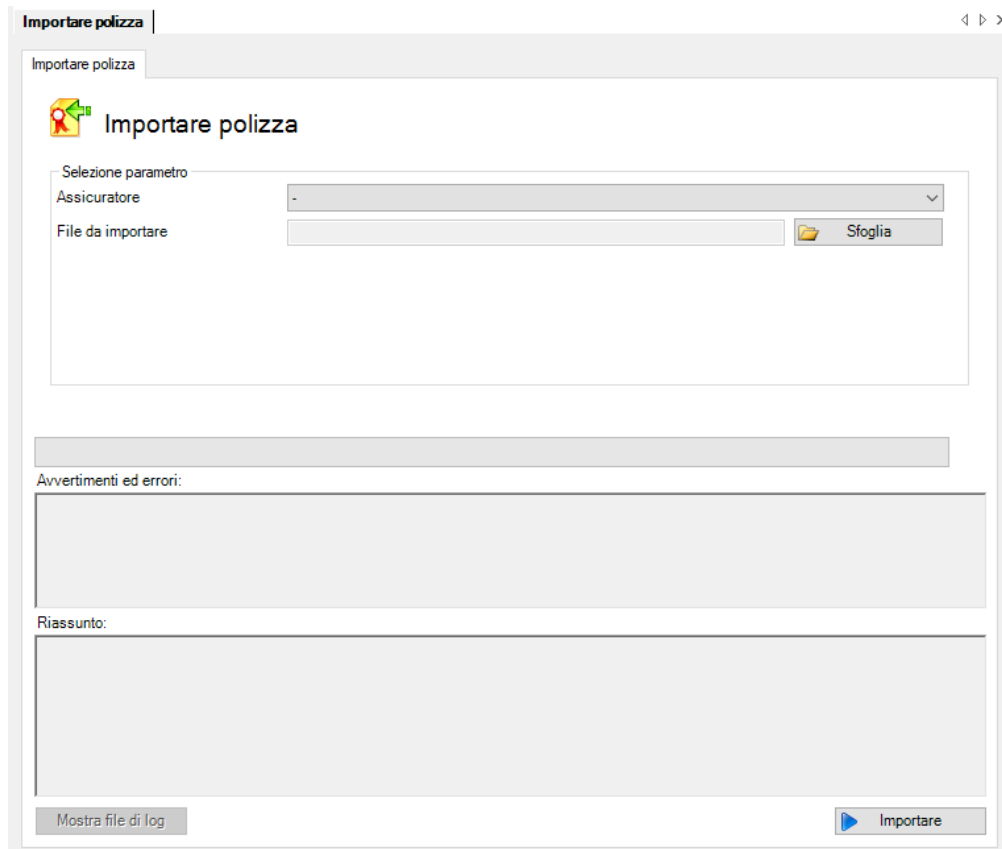 Importare polizza
Importare polizza
Importare polizza
Selezione parametro
Assicuratore
-
File da importare
Sfoglia
Avvertimenti ed errori:
Riassunto:
Mostra file di log
Importare